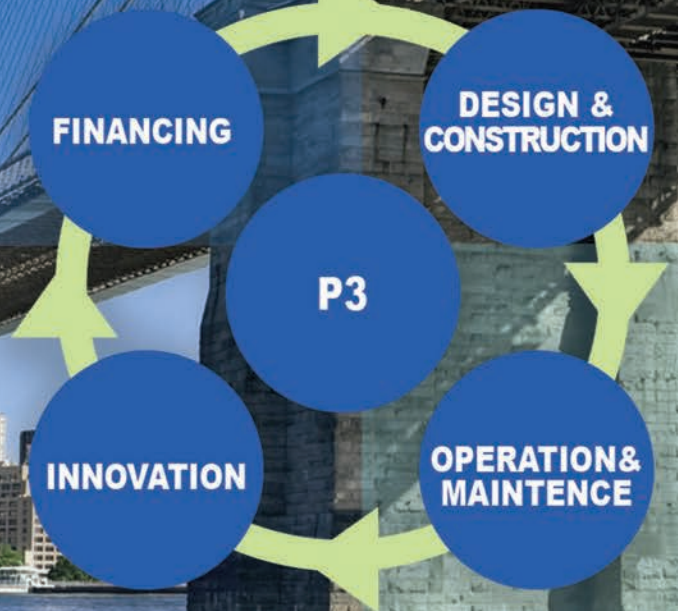 FINANCING
DESIGN &
CONSTRUCTION
P3
INNOVATION
OPERATION&
MAINTENCE